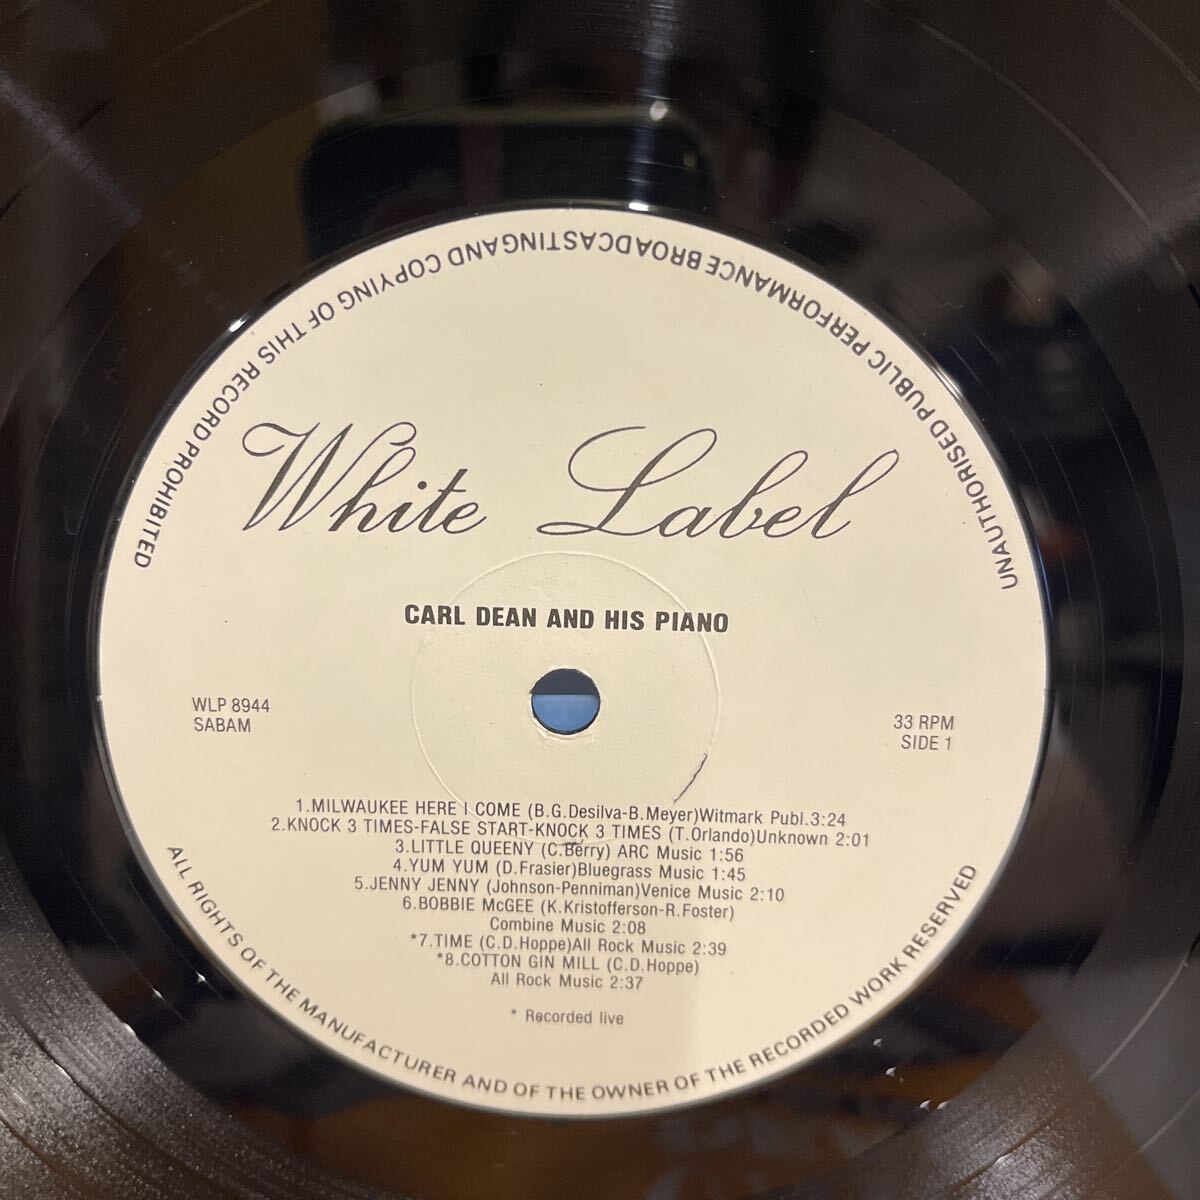 UNAUTHORISED PUBLIC PERFORMANCE BROADCASTING AND COPYING OF THIS RECORD PROHIBITED
White Label
CARL DEAN AND HIS PIANO
WLP 8944
SABAM
33 RPM
SIDE 1
1.MILWAUKEE HERE I COME (B.G.Desilva-B.Meyer)Witmark Publ.3:24
2.KNOCK 3 TIMES-FALSE START-KNOCK 3 TIMES (T.Orlando)Unknown 2:01
3.LITTLE QUEENY (C.Berry) ARC Music 1:56
4.YUM YUM (D.Frasier)Bluegrass Music 1:45
5.JENNY JENNY (Johnson-Penniman)Venice Music 2:10
6.BOBBIE McGEE (K.Kristofferson-R.Foster)
Combine Music 2:08
*7.TIME (C.D.Hoppe)All Rock Music 2:39
*8.COTTON GIN MILL (C.D.Hoppe)
All Rock Music 2:37
* Recorded live
ALL RIGHTS OF THE MANUFACTURER AND OF THE OWNER OF THE RECORDED WORK RESERVED